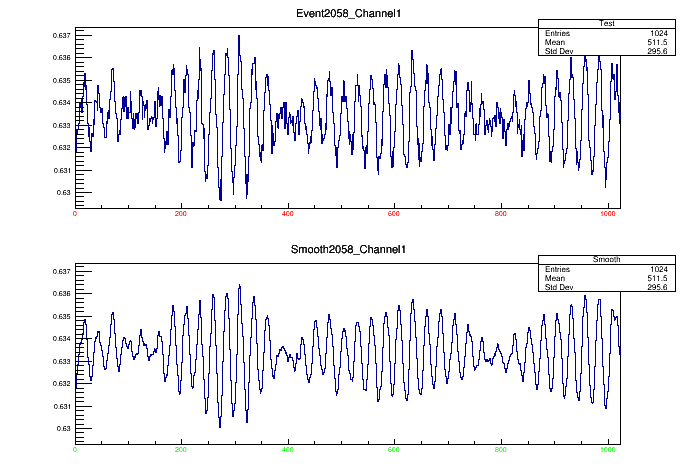 Event2058_Channel1
Test
Entries 1024
Mean 511.5
Std Dev 295.6
0.637
0.636
0.635
0.634
0.633
0.632
0.631
0.63
0 200 400 600 800 1000
Smooth2058_Channel1
Smooth
Entries 1024
Mean 511.5
Std Dev 295.6
0.637
0.636
0.635
0.634
0.633
0.632
0.631
0.63
0 200 400 600 800 1000